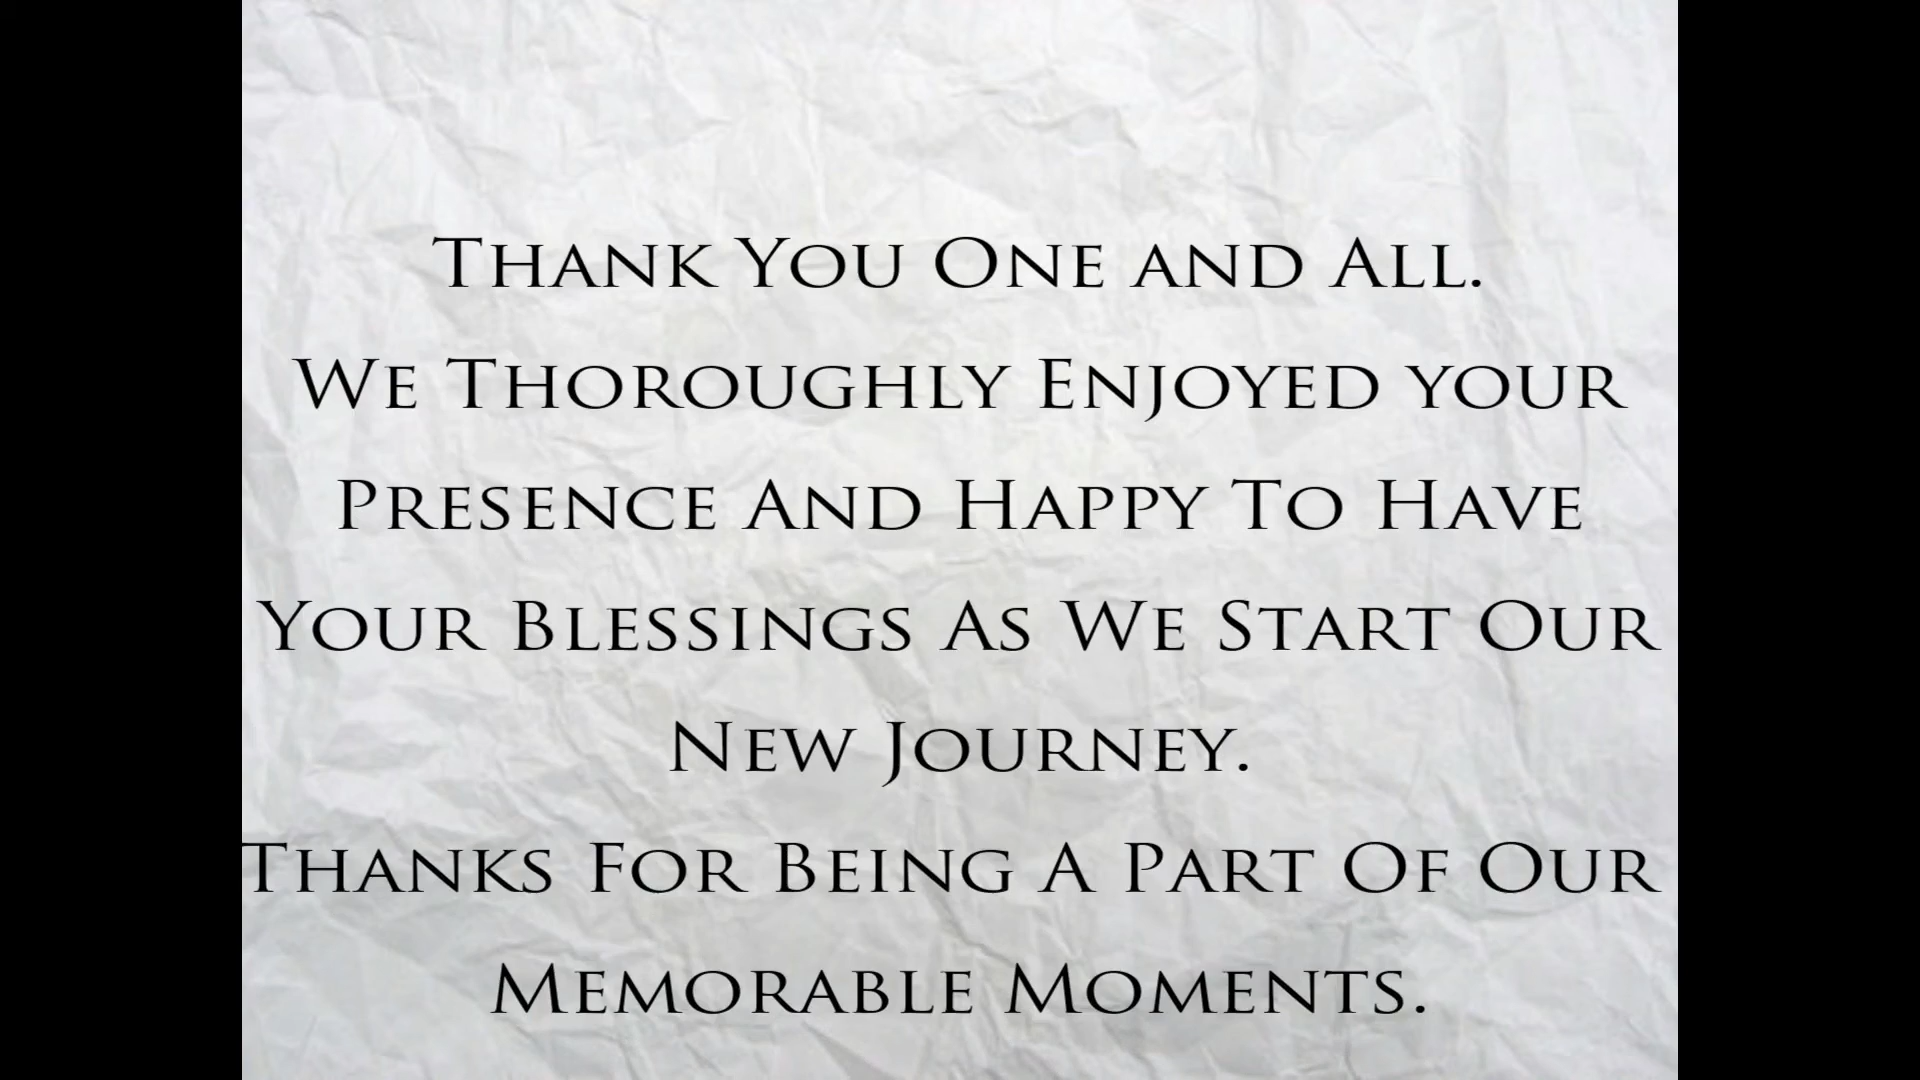 Thank You One and All.
We Thoroughly Enjoyed your
Presence And Happy To Have
Your Blessings As We Start Our
New Journey.
Thanks For Being A Part Of Our
Memorable Moments.